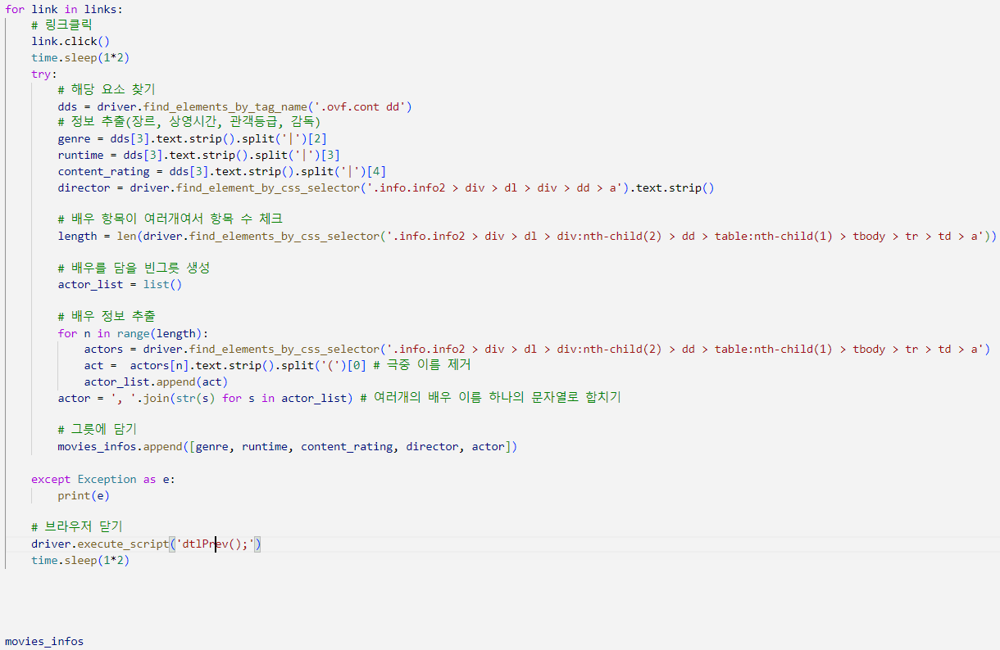 for link in links:
    # 링크클릭
    link.click()
    time.sleep(1*2)
    try:
        # 해당 요소 찾기
        dds = driver.find_elements_by_tag_name('.ovf.cont dd')
        # 정보 추출(장르, 상영시간, 관객등급, 감독)
        genre = dds[3].text.strip().split('|')[2]
        runtime = dds[3].text.strip().split('|')[3]
        content_rating = dds[3].text.strip().split('|')[4]
        director = driver.find_element_by_css_selector('.info.info2 > div > dl > div > dd > a').text.strip()
        # 배우 항목이 여러개여서 항목 수 체크
        length = len(driver.find_elements_by_css_selector('.info.info2 > div > dl > div:nth-child(2) > dd > table:nth-child(1) > tbody > tr > td > a'))
        # 배우를 담을 빈그릇 생성
        actor_list = list()
        # 배우 정보 추출
        for n in range(length):
            actors = driver.find_elements_by_css_selector('.info.info2 > div > dl > div:nth-child(2) > dd > table:nth-child(1) > tbody > tr > td > a')
            act =  actors[n].text.strip().split('(')[0] # 극중 이름 제거
            actor_list.append(act)
        actor = ', '.join(str(s) for s in actor_list) # 여러개의 배우 이름 하나의 문자열로 합치기
        # 그릇에 담기
        movies_infos.append([genre, runtime, content_rating, director, actor])
    except Exception as e:
        print(e)
    # 브라우저 닫기
    driver.execute_script('dtlPrev();')
    time.sleep(1*2)
movies_infos